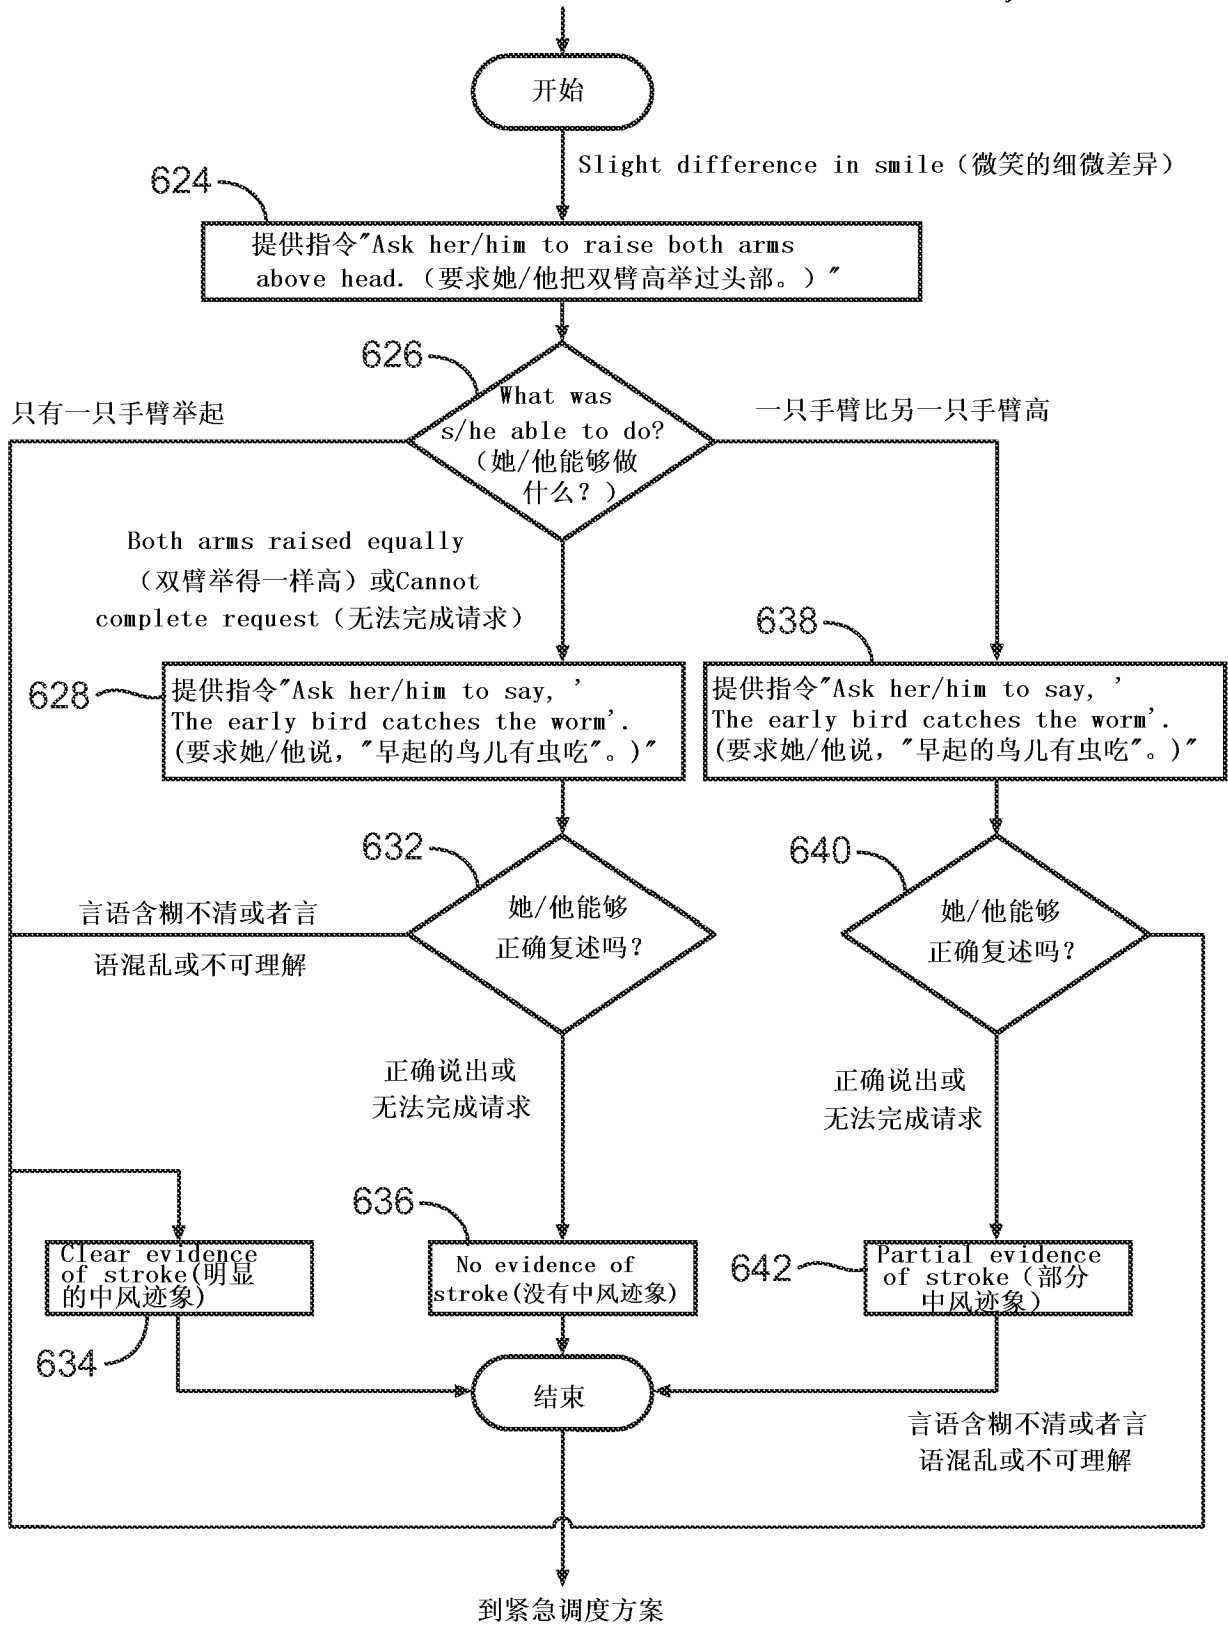 开始
Slight difference in smile（微笑的细微差异）
624
提供指令"Ask her/him to raise both arms
above head.（要求她/他把双臂高举过头部。）"
626
What was
s/he able to do?
（她/他能够做
什么？）
只有一只手臂举起
一只手臂比另一只手臂高
Both arms raised equally
（双臂举得一样高）或Cannot
complete request（无法完成请求）
628
提供指令"Ask her/him to say, '
The early bird catches the worm'.
(要求她/他说，"早起的鸟儿有虫吃"。)"
638
提供指令"Ask her/him to say, '
The early bird catches the worm'.
(要求她/他说，"早起的鸟儿有虫吃"。)"
632
她/他能够
正确复述吗？
640
她/他能够
正确复述吗？
言语含糊不清或者言
语混乱或不可理解
正确说出或
无法完成请求
正确说出或
无法完成请求
Clear evidence
of stroke(明显
的中风迹象)
634
636
No evidence of
stroke(没有中风迹象)
642
Partial evidence
of stroke（部分
中风迹象）
结束
言语含糊不清或者言
语混乱或不可理解
到紧急调度方案